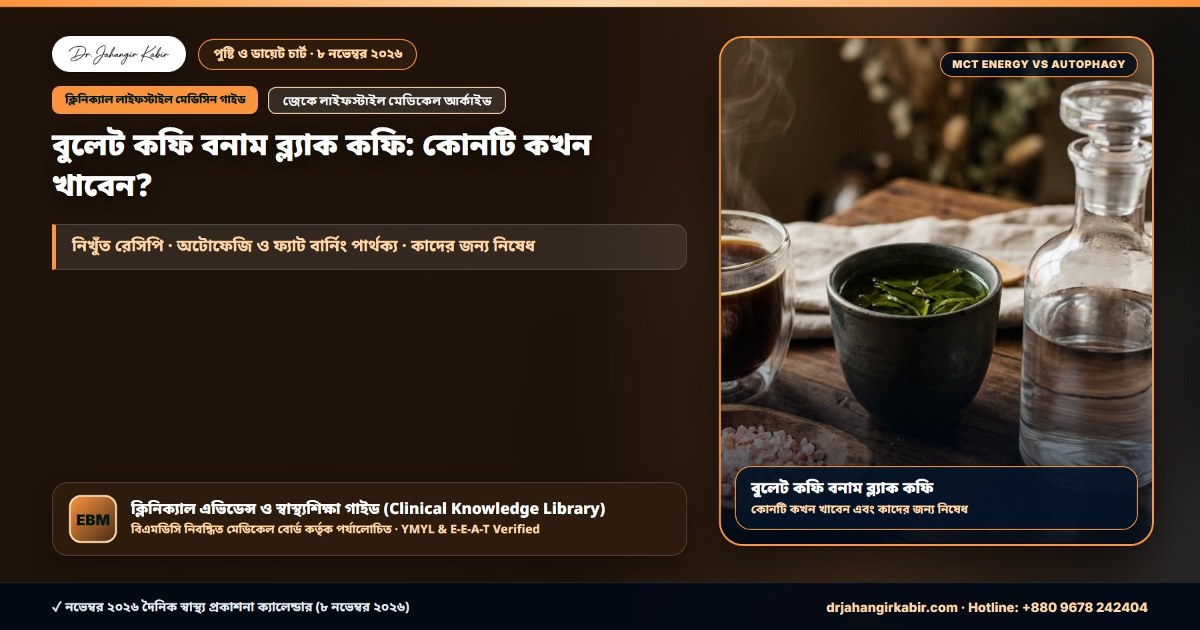 Dr. Jahangir Kabir
পুষ্টি ও ডায়েট চার্ট · ৮ নভেম্বর ২০২৬
ক্লিনিক্যাল লাইফস্টাইল মেডিসিন গাইড
জেকে লাইফস্টাইল মেডিকেল আর্কাইভ
বুলেট কফি বনাম ব্ল্যাক কফি: কোনটি কখন
খাবেন?
নিখুঁত রেসিপি · অটোফেজি ও ফ্যাট বার্নিং পার্থক্য · কাদের জন্য নিষেধ
EBM
ক্লিনিক্যাল এভিডেন্স ও স্বাস্থ্যশিক্ষা গাইড (Clinical Knowledge Library)
বিএমডিসি নিবন্ধিত মেডিকেল বোর্ড কর্তৃক পর্যালোচিত · YMYL & E-E-A-T Verified
MCT ENERGY VS AUTOPHAGY
বুলেট কফি বনাম ব্ল্যাক কফি
কোনটি কখন খাবেন এবং কাদের জন্য নিষেধ
✓ নভেম্বর ২০২৬ দৈনিক স্বাস্থ্য প্রকাশনা ক্যালেন্ডার (৮ নভেম্বর ২০২৬)
drjahangirkabir.com · Hotline: +880 9678 242404